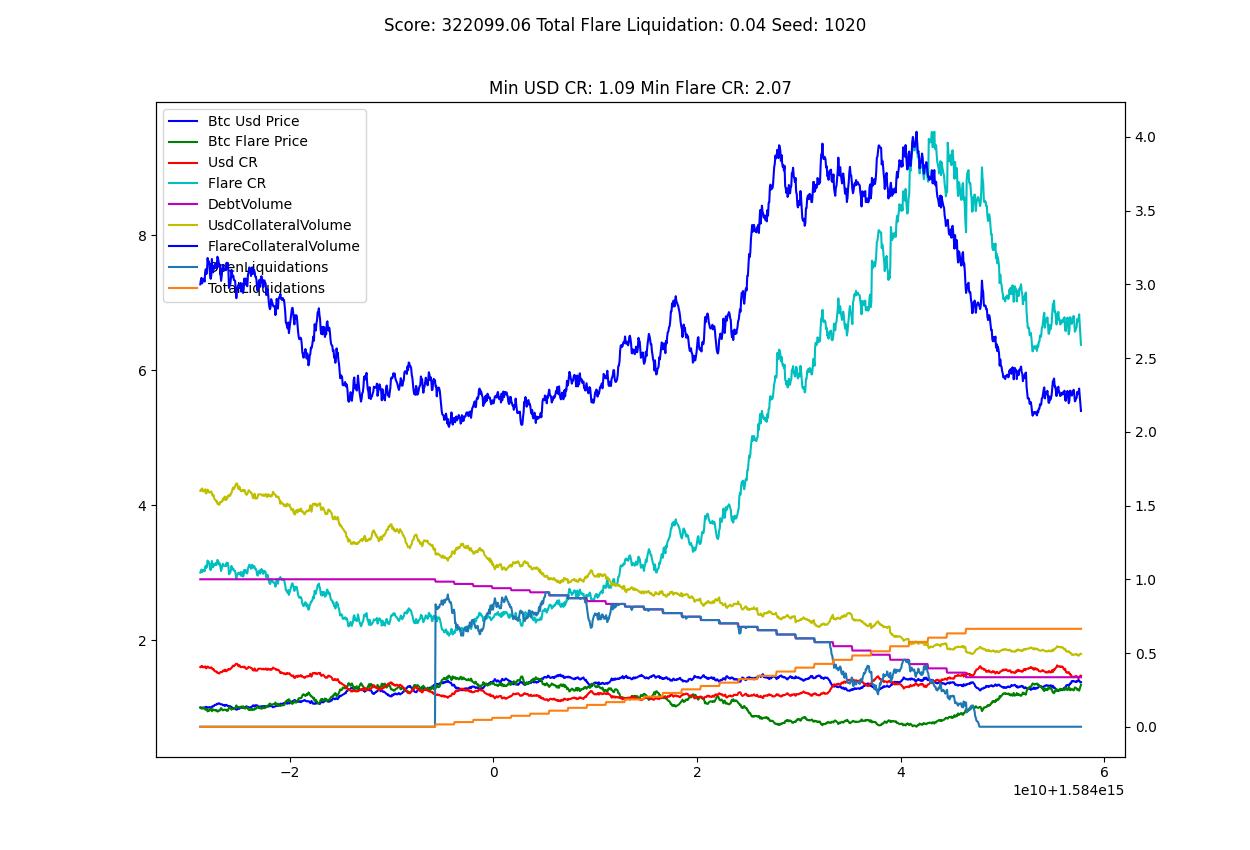 Score: 322099.06 Total Flare Liquidation: 0.04 Seed: 1020
Min USD CR: 1.09 Min Flare CR: 2.07
Btc Usd Price
Btc Flare Price
Usd CR
Flare CR
DebtVolume
UsdCollateralVolume
FlareCollateralVolume
OpenLiquidations
TotalLiquidations
8
6
4
2
4.0
3.5
3.0
2.5
2.0
1.5
1.0
0.5
0.0
−2
0
2
4
6
1e10+1.584e15